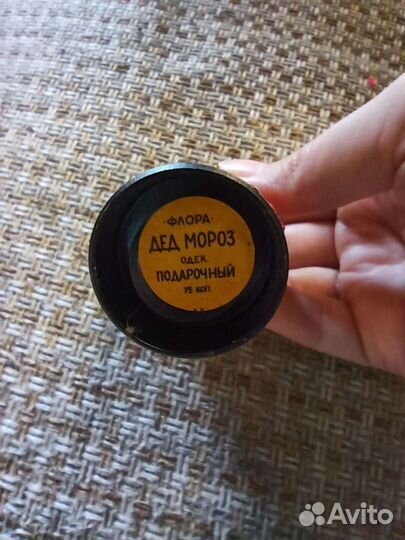 ·ФЛОРА·
ДЕД МОРОЗ
ОДЕК.
ПОДАРОЧНЫЙ
75 КОП
Avito